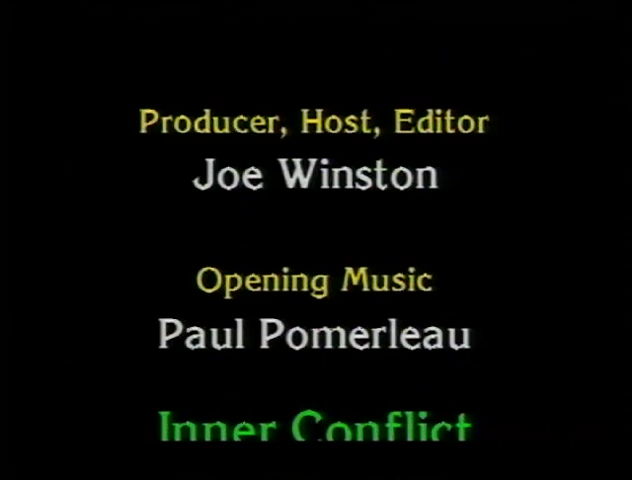 Producer, Host, Editor
Joe Winston
Opening Music
Paul Pomerleau
Inner Conflict